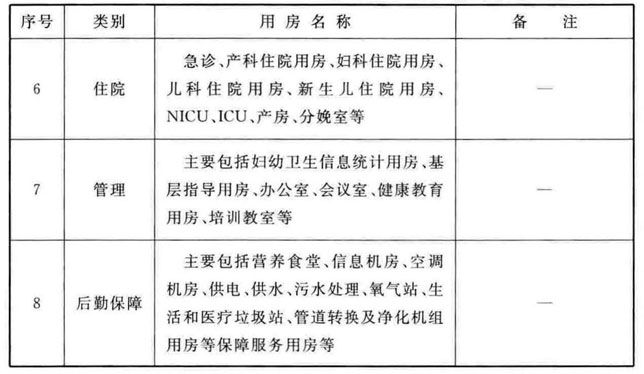 序号 类别 用房名称 备注
急诊、产科住院用房、妇科住院用房、
6 住院 儿科住院用房、新生儿住院用房、 —
NICU、ICU、产房、分娩室等
主要包括妇幼卫生信息统计用房、基
7 管理 层指导用房、办公室、会议室、健康教育 —
用房、培训教室等
主要包括营养食堂、信息机房、空调
机房、供电、供水、污水处理、氧气站、生
8 后勤保障 活和医疗垃圾站、管道转换及净化机组 —
用房等保障服务用房等